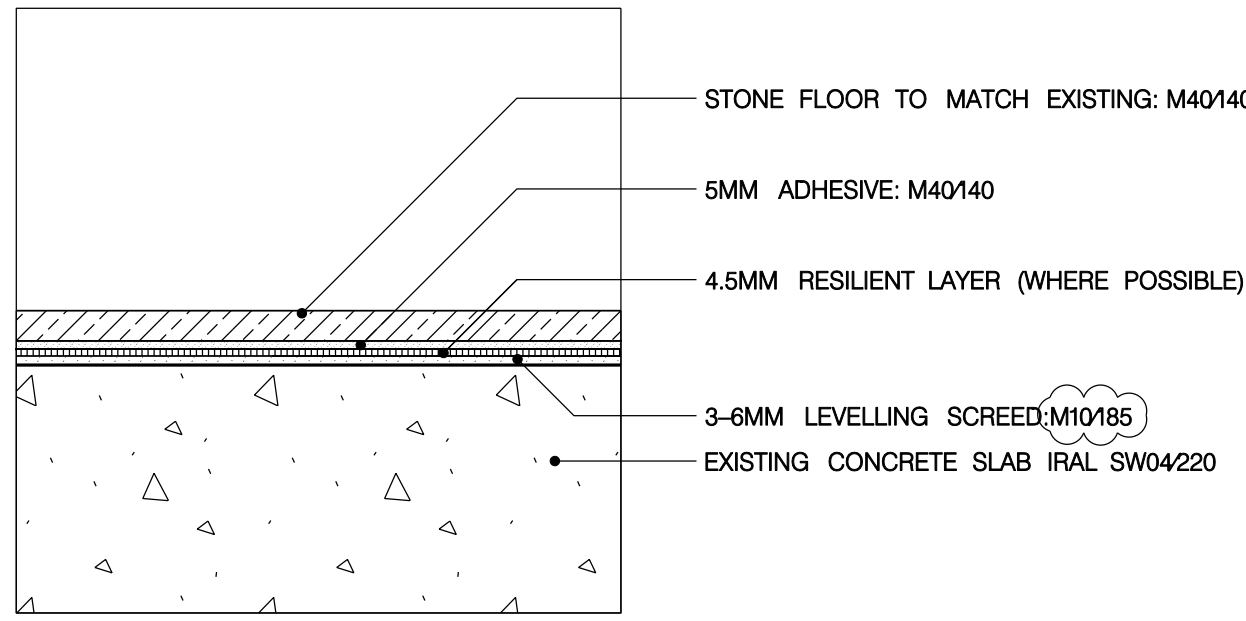 STONE FLOOR TO MATCH EXISTING: M40/140
5MM ADHESIVE: M40/140
4.5MM RESILIENT LAYER (WHERE POSSIBLE)
3–6MM LEVELLING SCREED:M10/185
EXISTING CONCRETE SLAB IRAL SW04/220